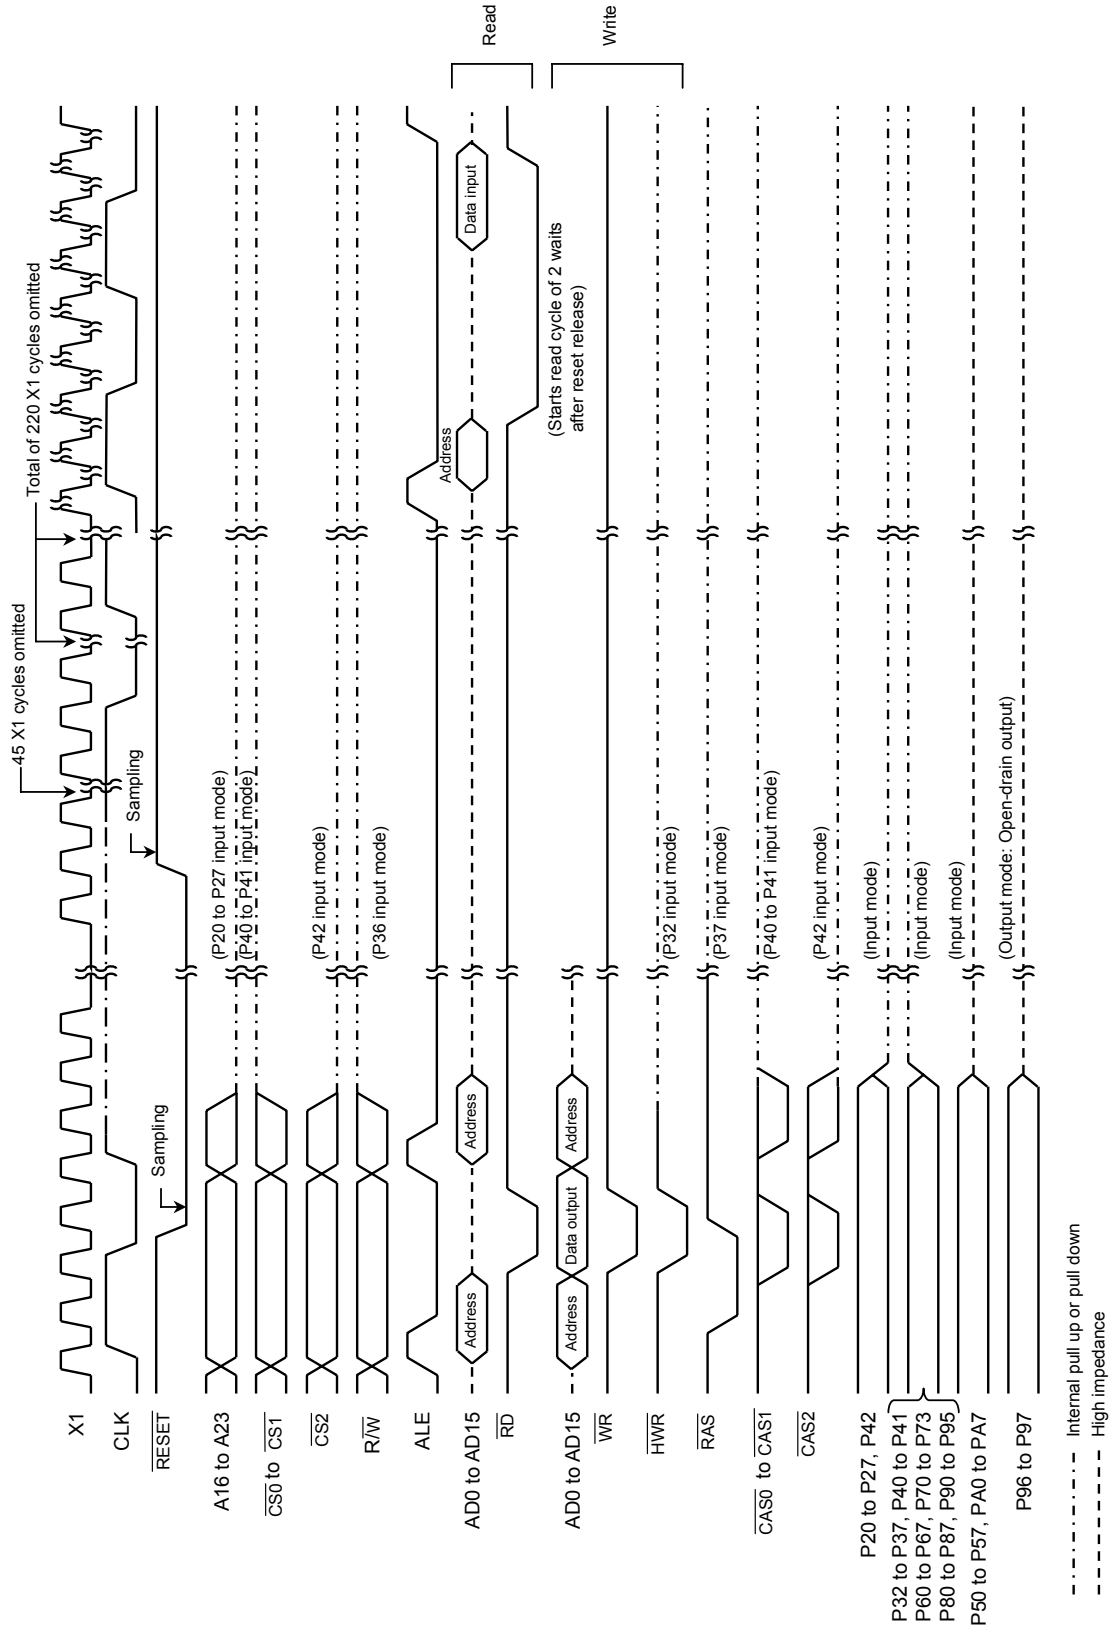 45 X1 cycles omitted
Total of 220 X1 cycles omitted
X1
CLK
Sampling
Sampling
RESET
A16 to A23
(P20 to P27 input mode)
CS0 to CS1
(P40 to P41 input mode)
CS2
(P42 input mode)
R/W
(P36 input mode)
ALE
AD0 to AD15
Address
Address
Address
Data input
Read
RD
(Starts read cycle of 2 waits
after reset release)
AD0 to AD15
Address
Data output
Address
WR
Write
HWR
(P32 input mode)
RAS
(P37 input mode)
CAS0 to CAS1
(P40 to P41 input mode)
CAS2
(P42 input mode)
P20 to P27, P42
(Input mode)
P32 to P37, P40 to P41
P60 to P67, P70 to P73
P80 to P87, P90 to P95
(Input mode)
P50 to P57, PA0 to PA7
(Input mode)
P96 to P97
(Output mode: Open-drain output)
Internal pull up or pull down
High impedance